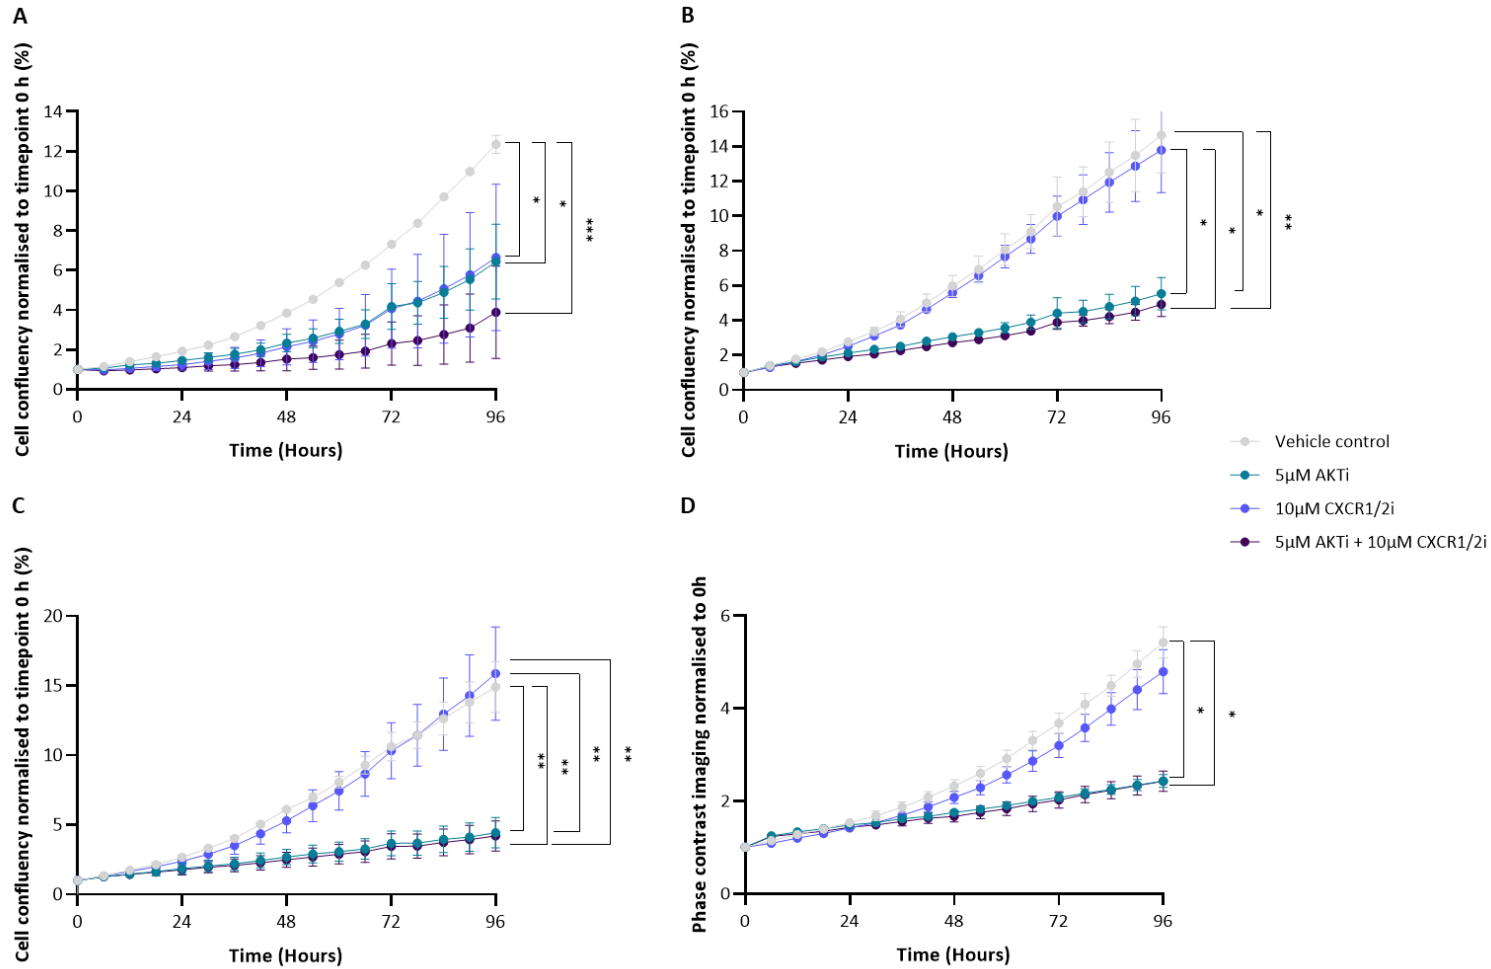 A
Cell confluency normalised to timepoint 0 h (%)
14
12
10
8
6
4
2
0
0 24 48 72 96
Time (Hours)
*
*
***
B
Cell confluency normalised to timepoint 0 h (%)
16
14
12
10
8
6
4
2
0
0 24 48 72 96
Time (Hours)
*
*
*
**
Vehicle control
5µM AKTi
10µM CXCR1/2i
5µM AKTi + 10µM CXCR1/2i
C
Cell confluency normalised to timepoint 0 h (%)
20
15
10
5
0
0 24 48 72 96
Time (Hours)
**
**
**
**
D
Phase contrast imaging normalised to 0h
6
4
2
0
0 24 48 72 96
Time (Hours)
*
*